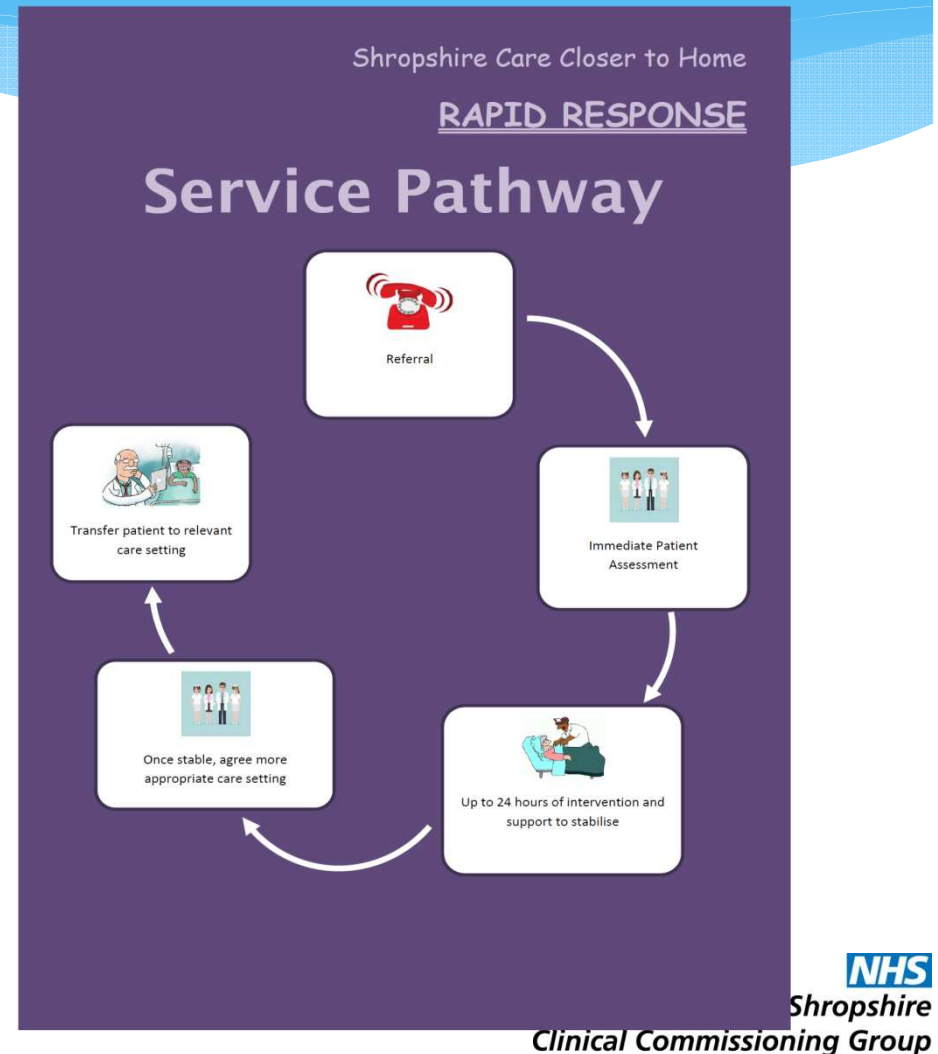 Shropshire Care Closer to Home
RAPID RESPONSE
Service Pathway
Referral
Immediate Patient
Assessment
Up to 24 hours of intervention and
support to stabilise
Once stable, agree more
appropriate care setting
Transfer patient to relevant
care setting
NHS
Shropshire
Clinical Commissioning Group